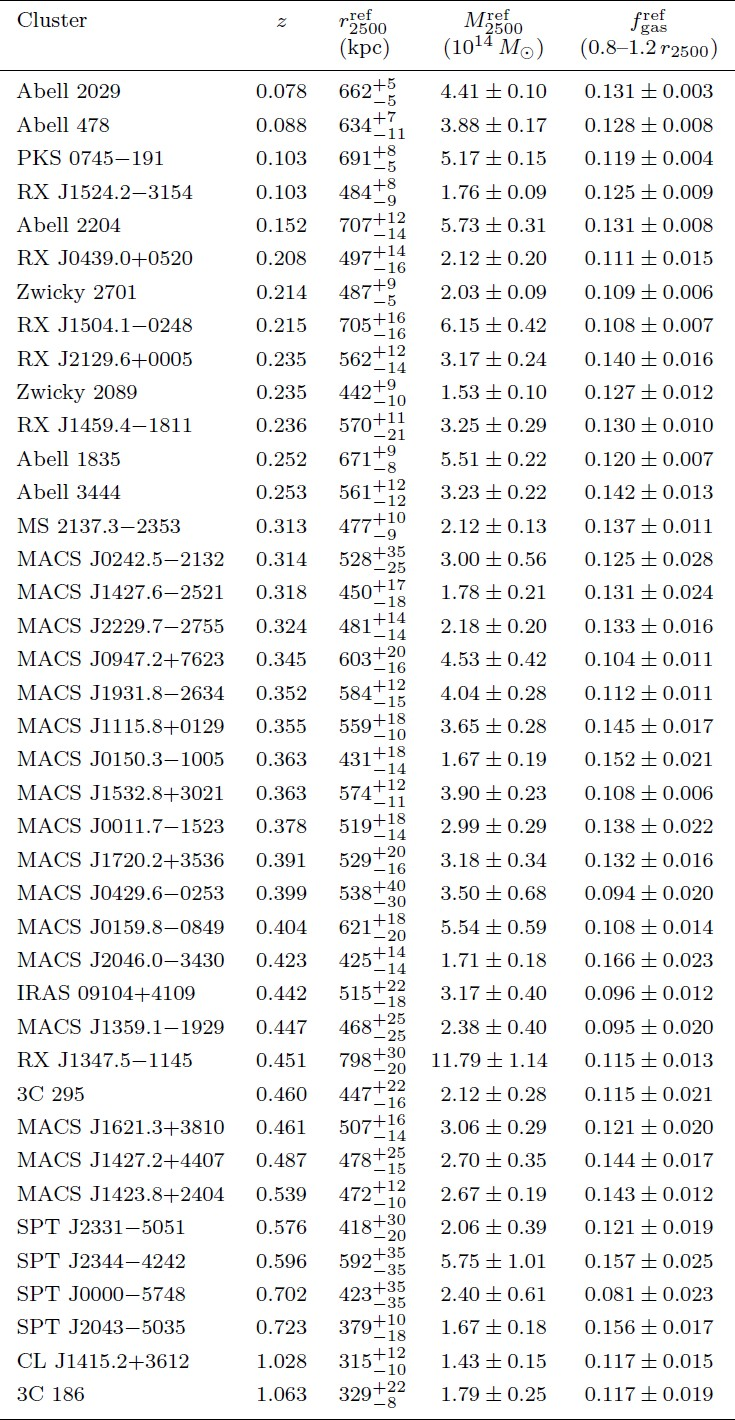 Cluster z r₂₅₀₀^ref M₂₅₀₀^ref f_gas^ref
(kpc) (10¹⁴ M☉) (0.8–1.2 r₂₅₀₀)
Abell 2029 0.078 662 +5 −5 4.41 ± 0.10 0.131 ± 0.003
Abell 478 0.088 634 +7 −11 3.88 ± 0.17 0.128 ± 0.008
PKS 0745−191 0.103 691 +8 −5 5.17 ± 0.15 0.119 ± 0.004
RX J1524.2−3154 0.103 484 +8 −9 1.76 ± 0.09 0.125 ± 0.009
Abell 2204 0.152 707 +12 −14 5.73 ± 0.31 0.131 ± 0.008
RX J0439.0+0520 0.208 497 +14 −16 2.12 ± 0.20 0.111 ± 0.015
Zwicky 2701 0.214 487 +9 −5 2.03 ± 0.09 0.109 ± 0.006
RX J1504.1−0248 0.215 705 +16 −16 6.15 ± 0.42 0.108 ± 0.007
RX J2129.6+0005 0.235 562 +12 −14 3.17 ± 0.24 0.140 ± 0.016
Zwicky 2089 0.235 442 +9 −10 1.53 ± 0.10 0.127 ± 0.012
RX J1459.4−1811 0.236 570 +11 −21 3.25 ± 0.29 0.130 ± 0.010
Abell 1835 0.252 671 +9 −8 5.51 ± 0.22 0.120 ± 0.007
Abell 3444 0.253 561 +12 −12 3.23 ± 0.22 0.142 ± 0.013
MS 2137.3−2353 0.313 477 +10 −9 2.12 ± 0.13 0.137 ± 0.011
MACS J0242.5−2132 0.314 528 +35 −25 3.00 ± 0.56 0.125 ± 0.028
MACS J1427.6−2521 0.318 450 +17 −18 1.78 ± 0.21 0.131 ± 0.024
MACS J2229.7−2755 0.324 481 +14 −14 2.18 ± 0.20 0.133 ± 0.016
MACS J0947.2+7623 0.345 603 +20 −16 4.53 ± 0.42 0.104 ± 0.011
MACS J1931.8−2634 0.352 584 +12 −15 4.04 ± 0.28 0.112 ± 0.011
MACS J1115.8+0129 0.355 559 +18 −10 3.65 ± 0.28 0.145 ± 0.017
MACS J0150.3−1005 0.363 431 +18 −14 1.67 ± 0.19 0.152 ± 0.021
MACS J1532.8+3021 0.363 574 +12 −11 3.90 ± 0.23 0.108 ± 0.006
MACS J0011.7−1523 0.378 519 +18 −14 2.99 ± 0.29 0.138 ± 0.022
MACS J1720.2+3536 0.391 529 +20 −16 3.18 ± 0.34 0.132 ± 0.016
MACS J0429.6−0253 0.399 538 +40 −30 3.50 ± 0.68 0.094 ± 0.020
MACS J0159.8−0849 0.404 621 +18 −20 5.54 ± 0.59 0.108 ± 0.014
MACS J2046.0−3430 0.423 425 +14 −14 1.71 ± 0.18 0.166 ± 0.023
IRAS 09104+4109 0.442 515 +22 −18 3.17 ± 0.40 0.096 ± 0.012
MACS J1359.1−1929 0.447 468 +25 −25 2.38 ± 0.40 0.095 ± 0.020
RX J1347.5−1145 0.451 798 +30 −20 11.79 ± 1.14 0.115 ± 0.013
3C 295 0.460 447 +22 −16 2.12 ± 0.28 0.115 ± 0.021
MACS J1621.3+3810 0.461 507 +16 −14 3.06 ± 0.29 0.121 ± 0.020
MACS J1427.2+4407 0.487 478 +25 −15 2.70 ± 0.35 0.144 ± 0.017
MACS J1423.8+2404 0.539 472 +12 −10 2.67 ± 0.19 0.143 ± 0.012
SPT J2331−5051 0.576 418 +30 −20 2.06 ± 0.39 0.121 ± 0.019
SPT J2344−4242 0.596 592 +35 −35 5.75 ± 1.01 0.157 ± 0.025
SPT J0000−5748 0.702 423 +35 −35 2.40 ± 0.61 0.081 ± 0.023
SPT J2043−5035 0.723 379 +10 −18 1.67 ± 0.18 0.156 ± 0.017
CL J1415.2+3612 1.028 315 +12 −10 1.43 ± 0.15 0.117 ± 0.015
3C 186 1.063 329 +22 −8 1.79 ± 0.25 0.117 ± 0.019